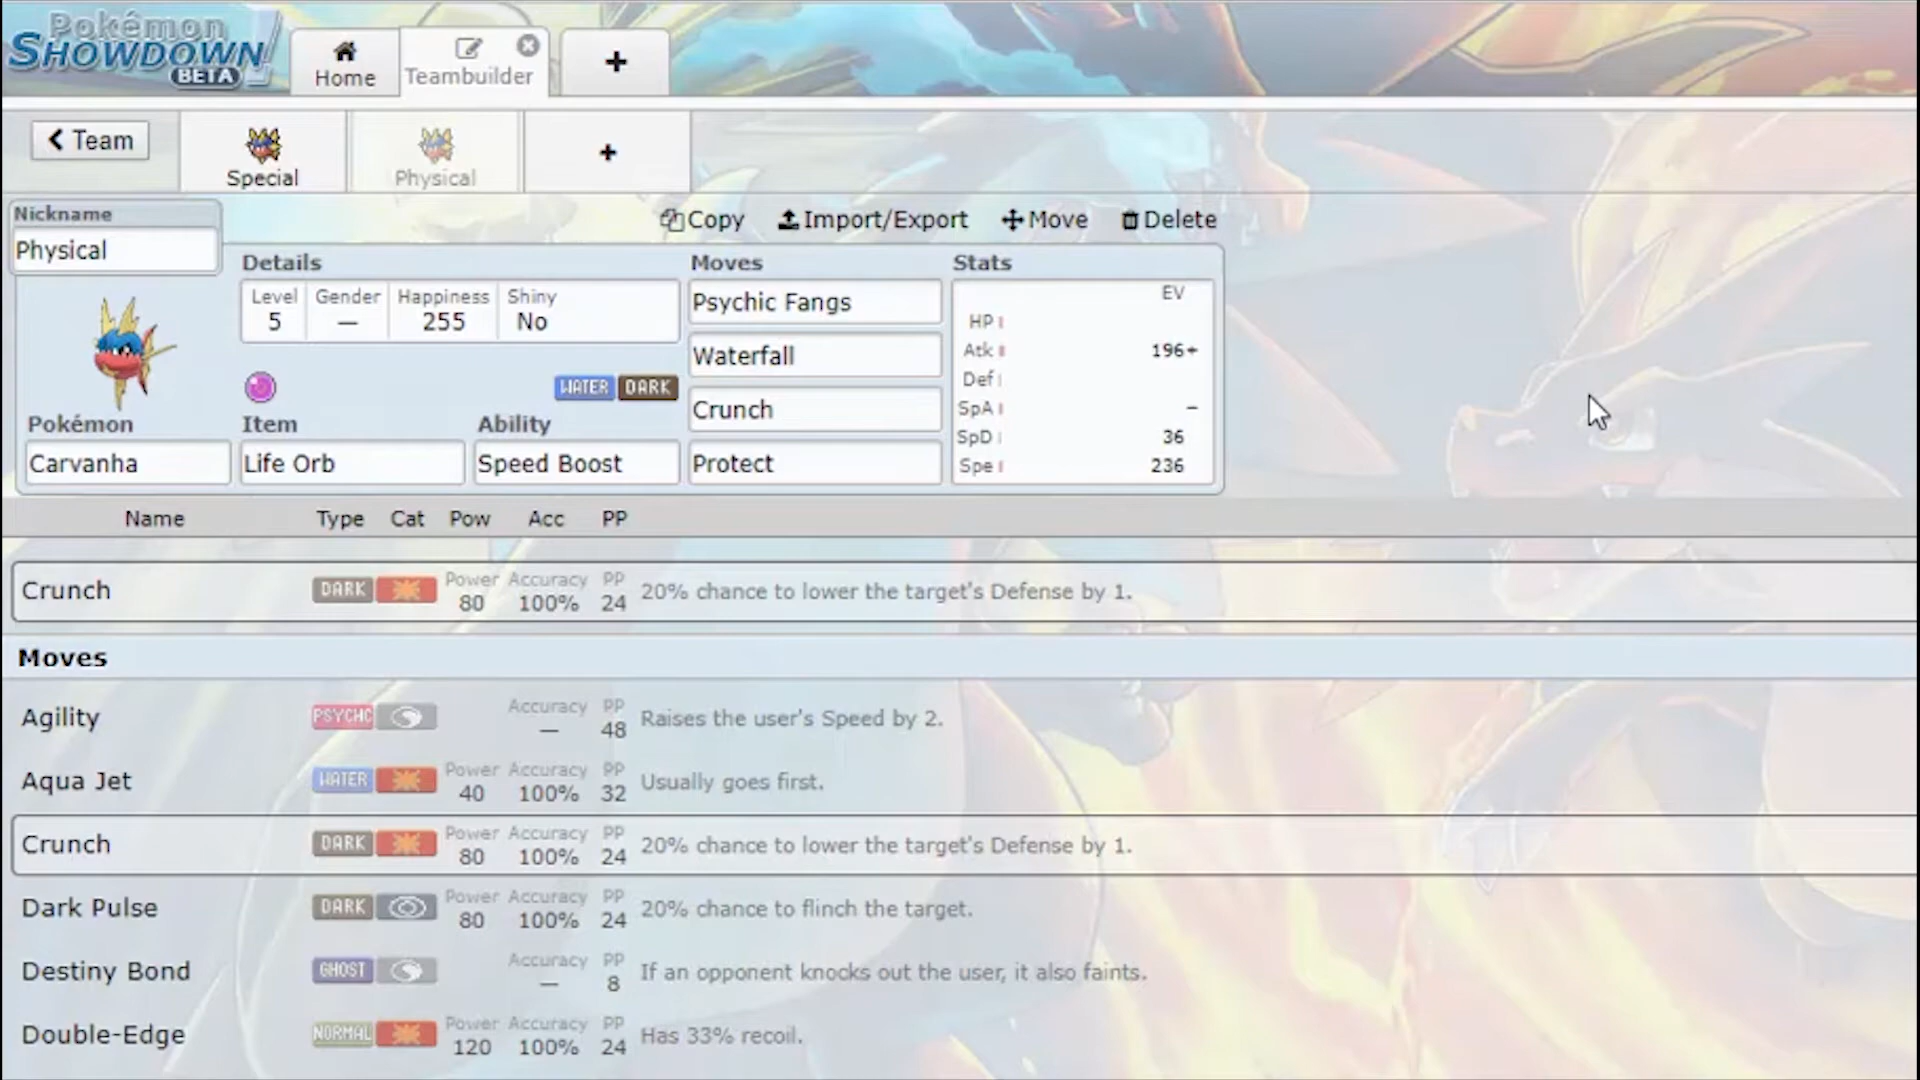 Pokémon
SHOWDOWN
BETA
Home
Teambuilder
+
Team
Special
Physical
+
Nickname
Physical
Copy
Import/Export
Move
Delete
Details
Moves
Stats
Level
Gender
Happiness
Shiny
5
—
255
No
Psychic Fangs
Waterfall
Crunch
Protect
EV
HP
Atk 196+
Def
SpA −
SpD 36
Spe 236
WATER
DARK
Pokémon
Item
Ability
Carvanha
Life Orb
Speed Boost
Name Type Cat Pow Acc PP
Crunch DARK Power 80 Accuracy 100% PP 24 20% chance to lower the target's Defense by 1.
Moves
Agility PSYCHC Accuracy — PP 48 Raises the user's Speed by 2.
Aqua Jet WATER Power 40 Accuracy 100% PP 32 Usually goes first.
Crunch DARK Power 80 Accuracy 100% PP 24 20% chance to lower the target's Defense by 1.
Dark Pulse DARK Power 80 Accuracy 100% PP 24 20% chance to flinch the target.
Destiny Bond GHOST Accuracy — PP 8 If an opponent knocks out the user, it also faints.
Double-Edge NORMAL Power 120 Accuracy 100% PP 24 Has 33% recoil.